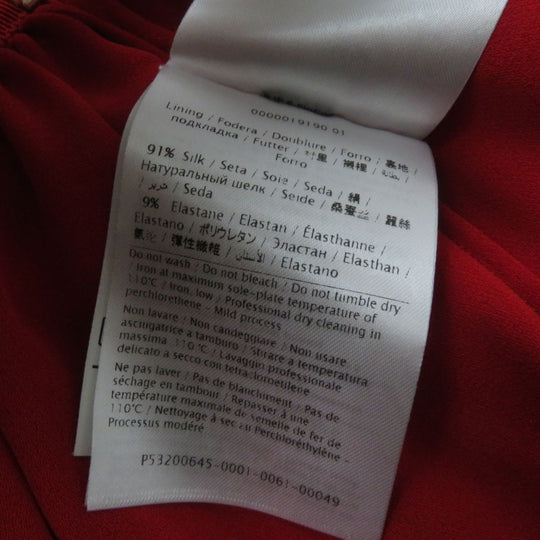 0000019190 01
Lining / Fodera / Doublure / Forro / 裏地 /
подкладка / Futter / 衬里 / 襯裡 /
Forro
91% Silk / Seta / Soie / Seda / 絹 /
Натуральный шелк / Seide / 桑蚕丝 / 蠶絲
/ حرير / Seda
9% Elastane / Elastan / Élasthanne /
Elastano / ポリウレタン / Эластан / Elasthan /
氨纶 / 彈性纖維 / الأستان / Elastano
Do not wash / Do not bleach / Do not tumble dry
/ Iron at maximum sole-plate temperature of
110°C / Iron, low / Professional dry cleaning in
perchlorethene - Mild process
Non lavare / Non candeggiare / Non usare
asciugatrice a tamburo / Stirare a temperatura
massima 110°C / Lavaggio professionale
delicato a secco con tetracloroetilene
Ne pas laver / Pas de blanchiment / Pas de
séchage en tambour / Repasser à une
température maximale de semelle de fer de
110°C / Nettoyage à sec au Perchloréthylène -
Processus modéré
P53200645-0001-0061-00049